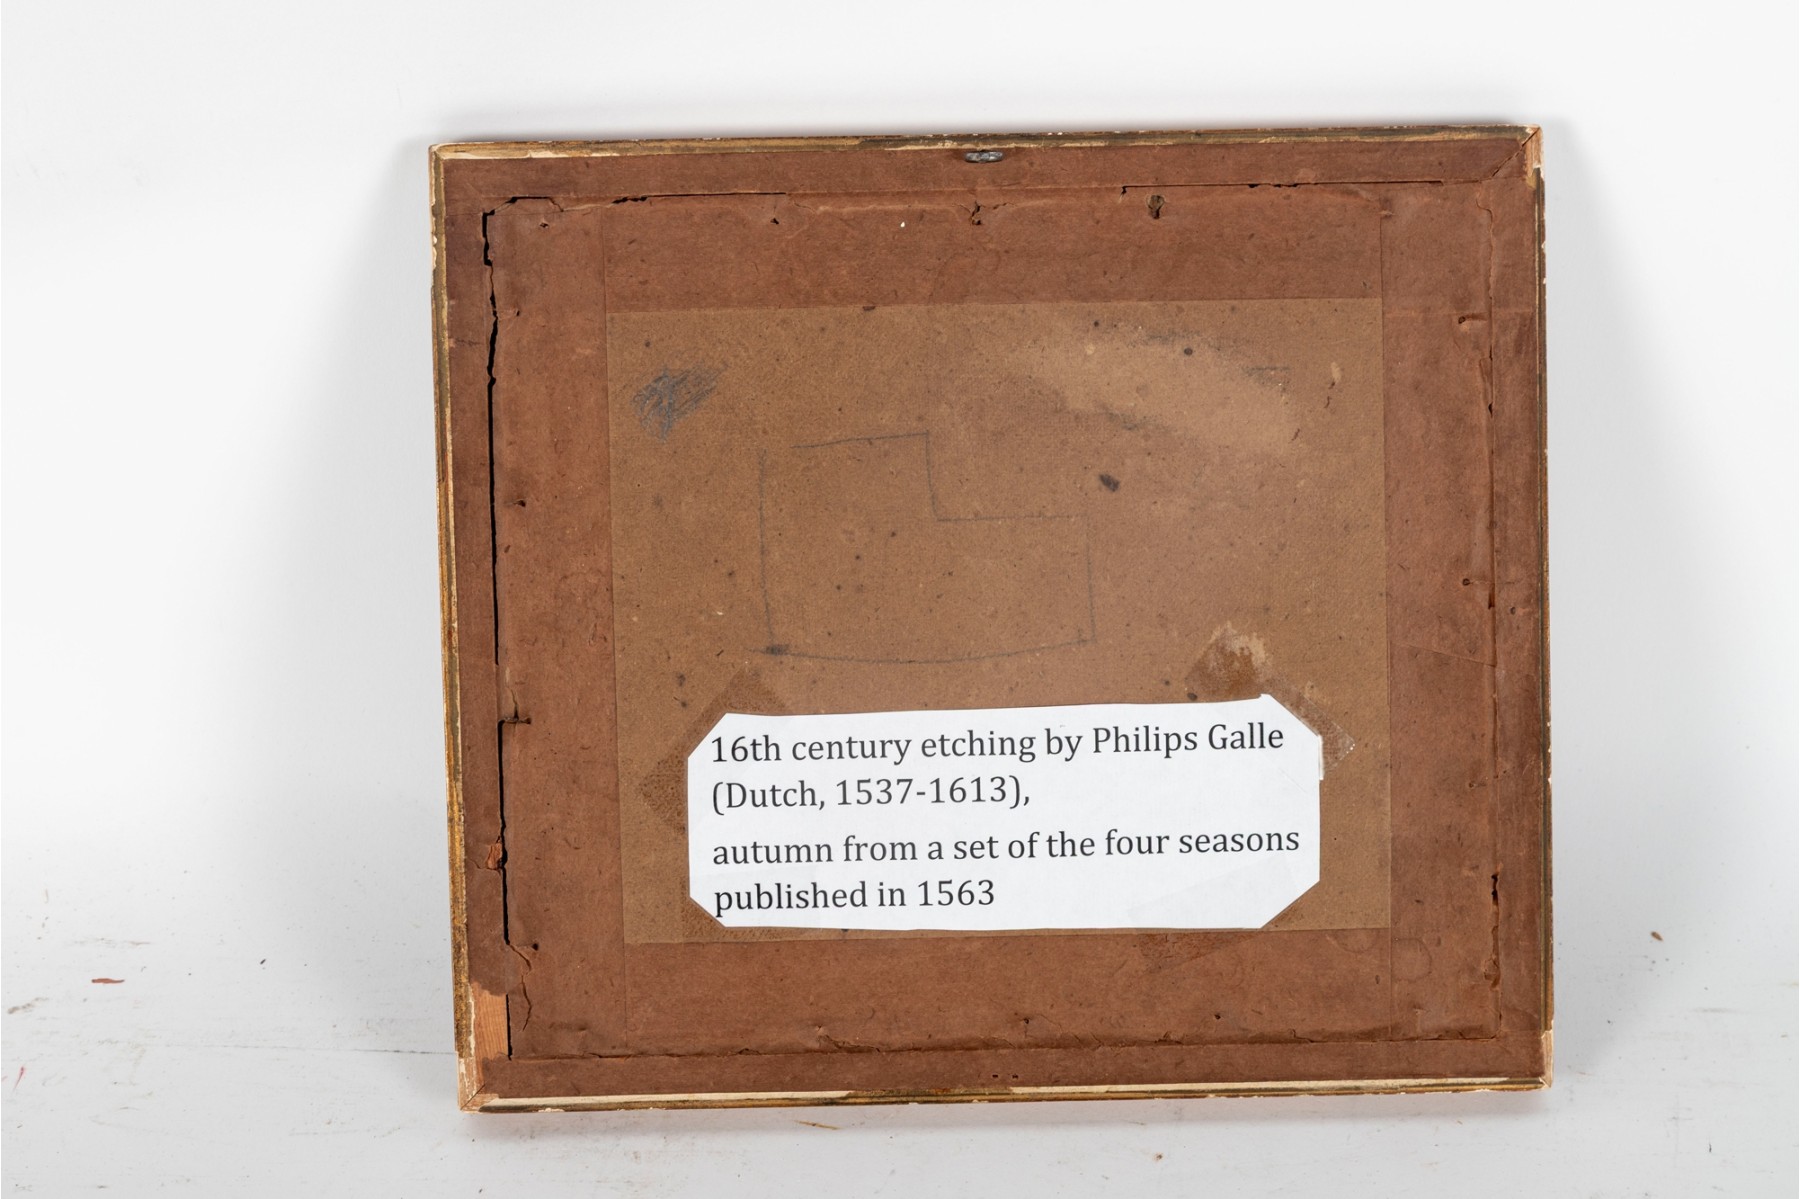 16th century etching by Philips Galle
(Dutch, 1537-1613),
autumn from a set of the four seasons
published in 1563